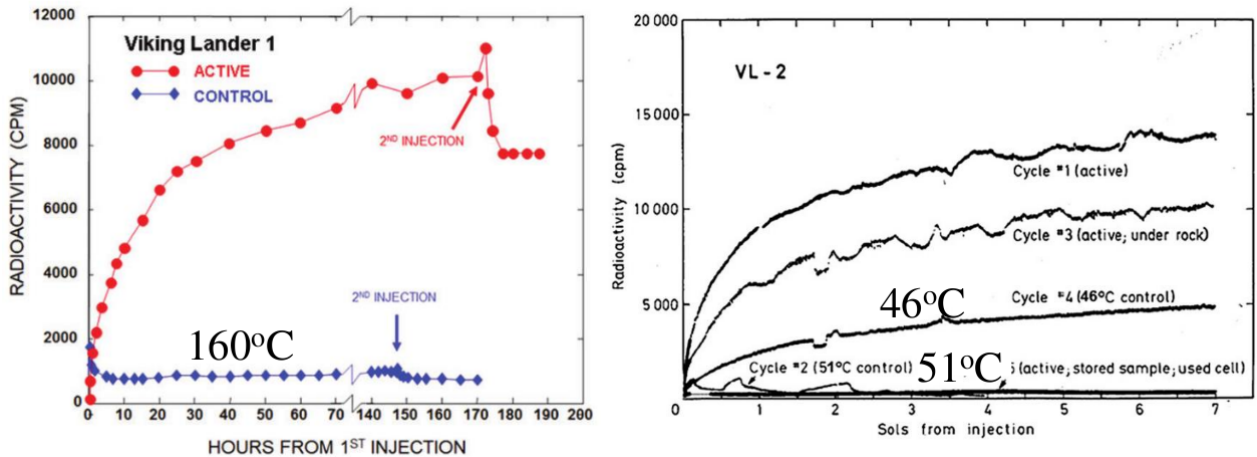 12000
10000
8000
6000
4000
2000
0
RADIOACTIVITY (CPM)
Viking Lander 1
ACTIVE
CONTROL
2ND INJECTION
2ND INJECTION
160°C
0 10 20 30 40 50 60 70 140 150 160 170 180 190 200
HOURS FROM 1ST INJECTION
20 000
15 000
10 000
5 000
0
Radioactivity (cpm)
VL - 2
Cycle #1 (active)
Cycle #3 (active; under rock)
46°C
Cycle #4 (46°C control)
Cycle #2 (51°C control)
51°C
(active; stored sample; used cell)
0 1 2 3 4 5 6 7
Sols from injection